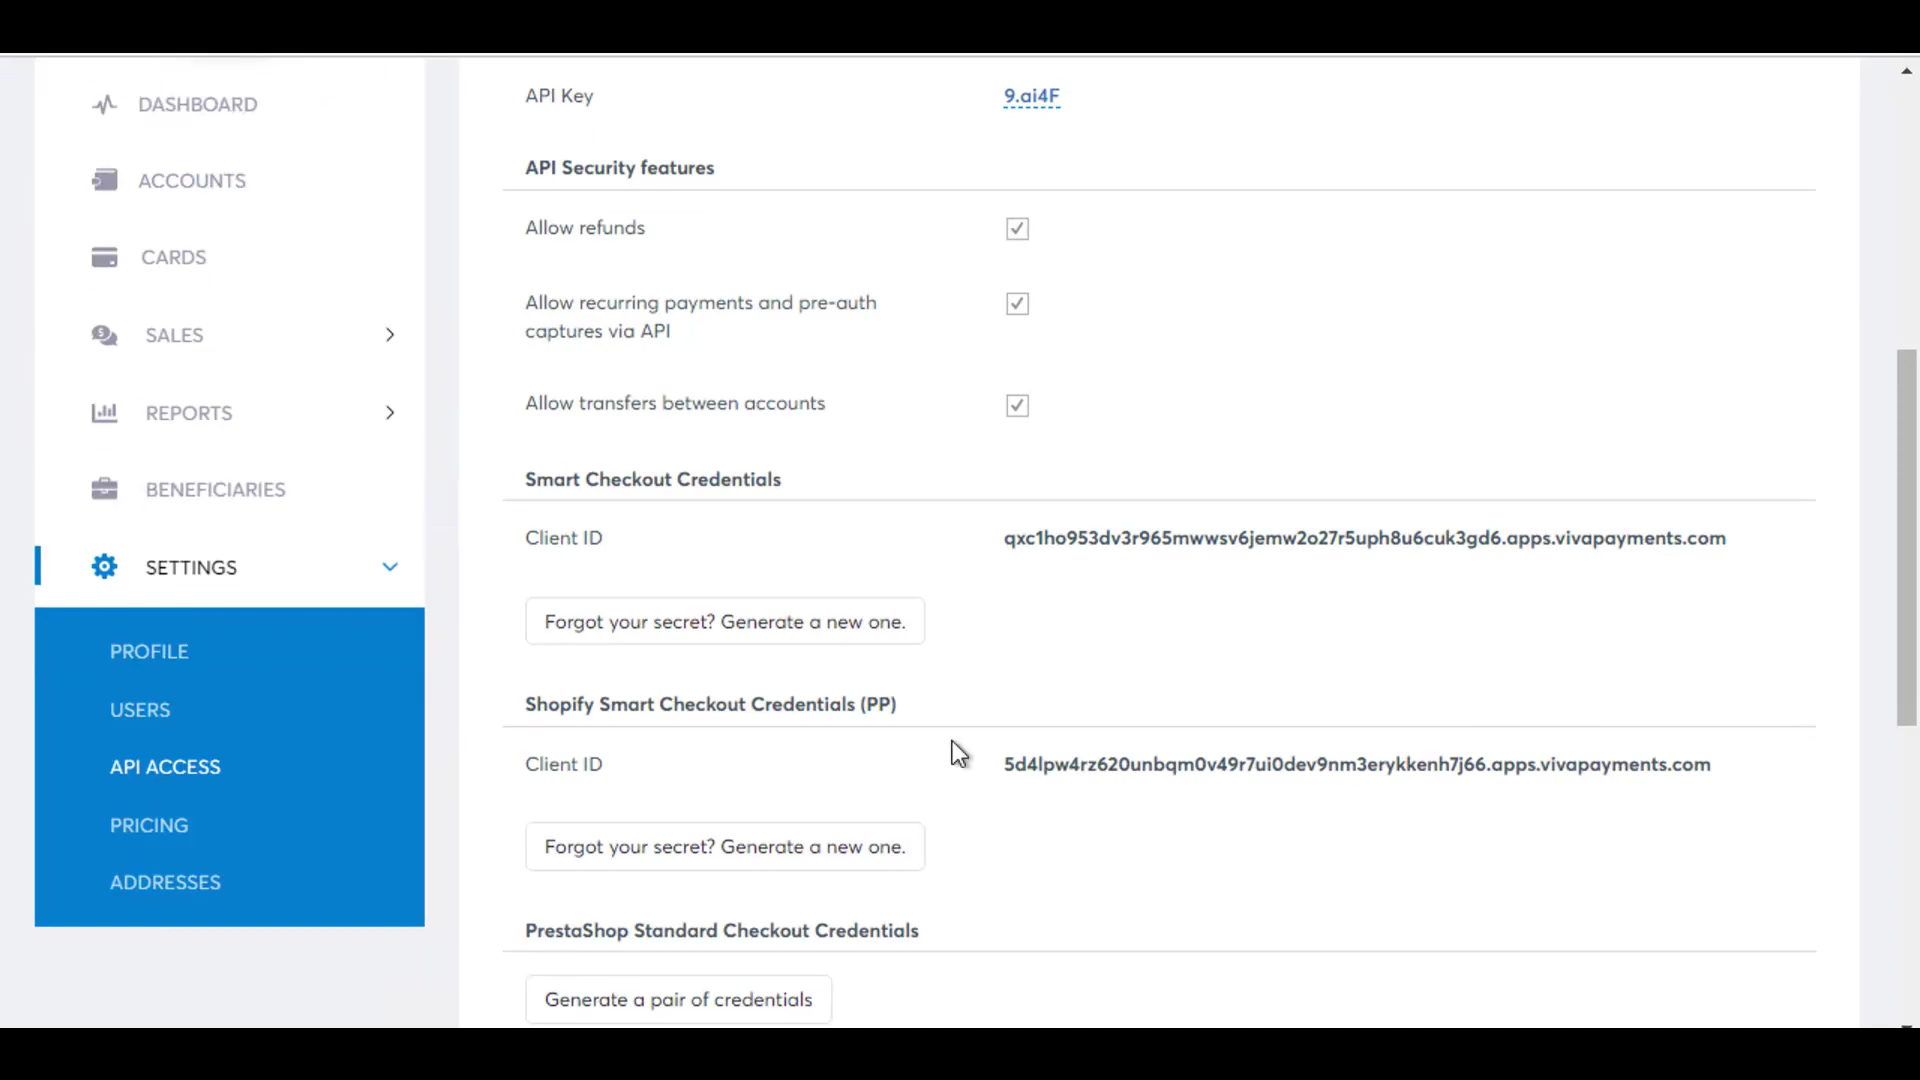 DASHBOARD
ACCOUNTS
CARDS
SALES
REPORTS
BENEFICIARIES
SETTINGS
PROFILE
USERS
API ACCESS
PRICING
ADDRESSES
API Key 9.ai4F
API Security features
Allow refunds
Allow recurring payments and pre-auth
captures via API
Allow transfers between accounts
Smart Checkout Credentials
Client ID qxc1ho953dv3r965mwwsv6jemw2o27r5uph8u6cuk3gd6.apps.vivapayments.com
Forgot your secret? Generate a new one.
Shopify Smart Checkout Credentials (PP)
Client ID 5d4lpw4rz620unbqm0v49r7ui0dev9nm3erykkenh7j66.apps.vivapayments.com
Forgot your secret? Generate a new one.
PrestaShop Standard Checkout Credentials
Generate a pair of credentials